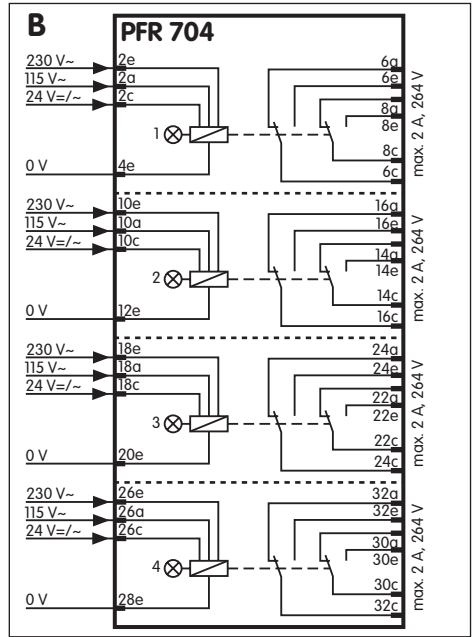 B
PFR 704
230 V~ 2e 6a
115 V~ 2a 6e
24 V=/~ 2c 8a
8e
1
8c
0 V 4e 6c
max. 2 A, 264 V
230 V~ 10e 16a
115 V~ 10a 16e
24 V=/~ 10c 14a
14e
2
14c
0 V 12e 16c
max. 2 A, 264 V
230 V~ 18e 24a
115 V~ 18a 24e
24 V=/~ 18c 22a
22e
3
22c
0 V 20e 24c
max. 2 A, 264 V
230 V~ 26e 32a
115 V~ 26a 32e
24 V=/~ 26c 30a
30e
4
30c
0 V 28e 32c
max. 2 A, 264 V